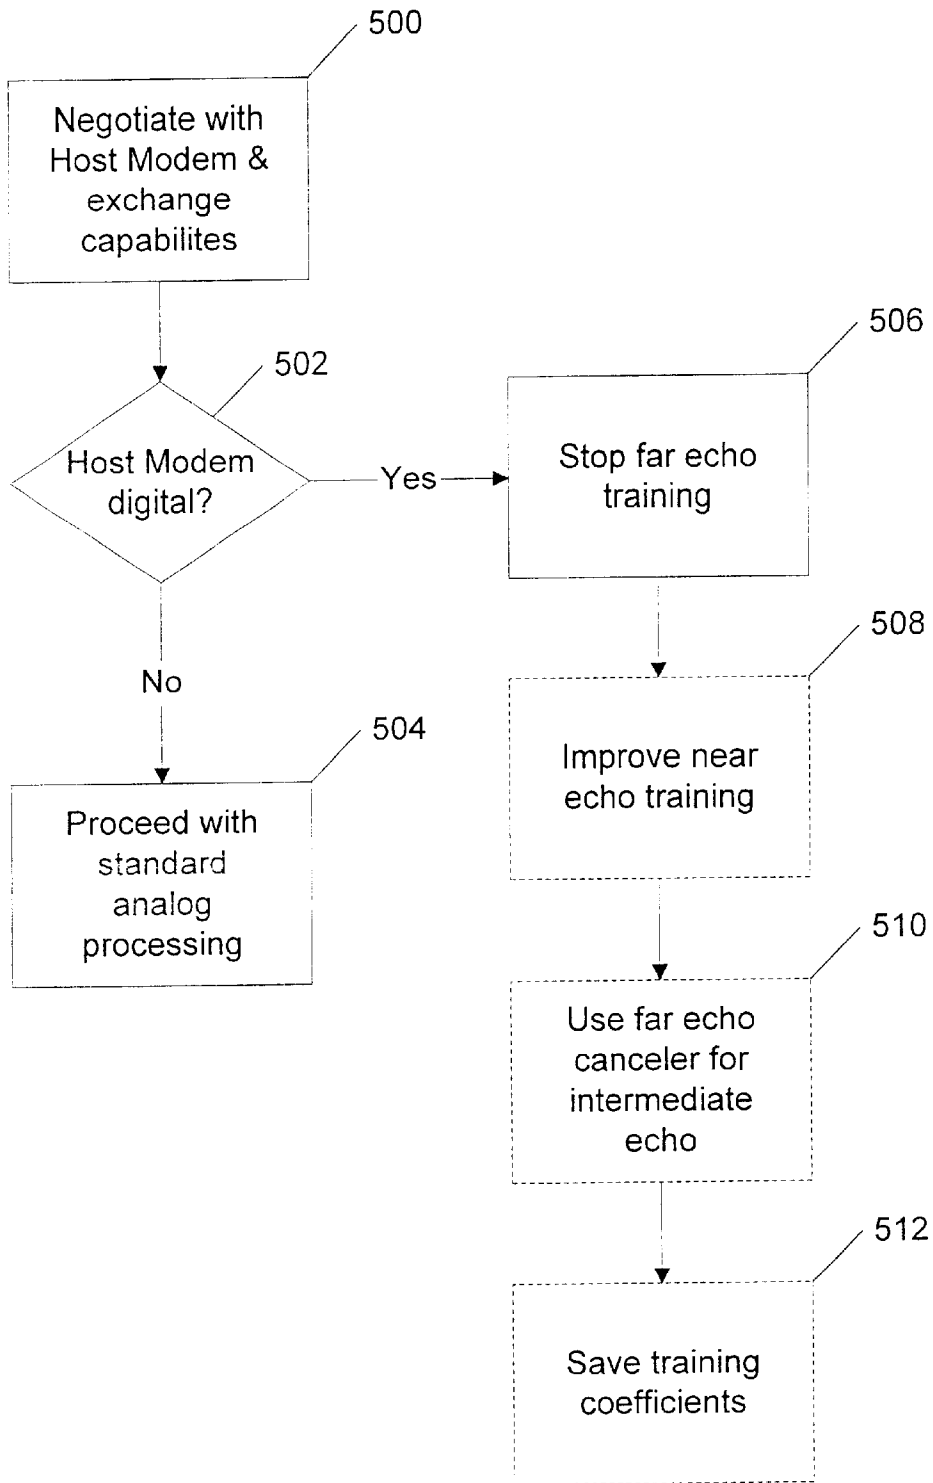 500
Negotiate with
Host Modem &
exchange
capabilites
502
Host Modem
digital?
Yes
No
504
Proceed with
standard
analog
processing
506
Stop far echo
training
508
Improve near
echo training
510
Use far echo
canceler for
intermediate
echo
512
Save training
coefficients